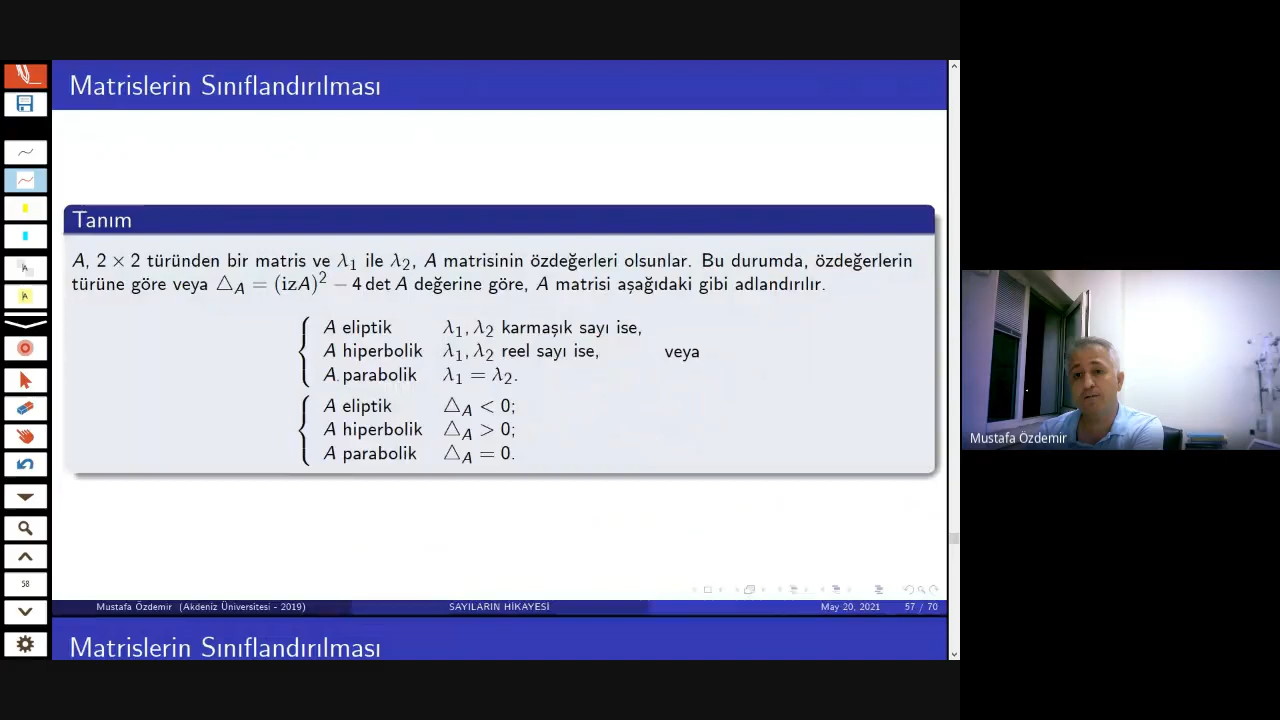 Matrislerin Sınıflandırılması
Tanım
A, 2 × 2 türünden bir matris ve λ₁ ile λ₂, A matrisinin özdeğerleri olsunlar. Bu durumda, özdeğerlerin
türüne göre veya △_A = (izA)² − 4 det A değerine göre, A matrisi aşağıdaki gibi adlandırılır.
A eliptik λ₁, λ₂ karmaşık sayı ise,
A hiperbolik λ₁, λ₂ reel sayı ise, veya
A parabolik λ₁ = λ₂.
A eliptik △_A < 0;
A hiperbolik △_A > 0;
A parabolik △_A = 0.
Mustafa Özdemir
58
Mustafa Özdemir (Akdeniz Üniversitesi - 2019) SAYILARIN HİKAYESİ May 20, 2021 57 / 70
Matrislerin Sınıflandırılması